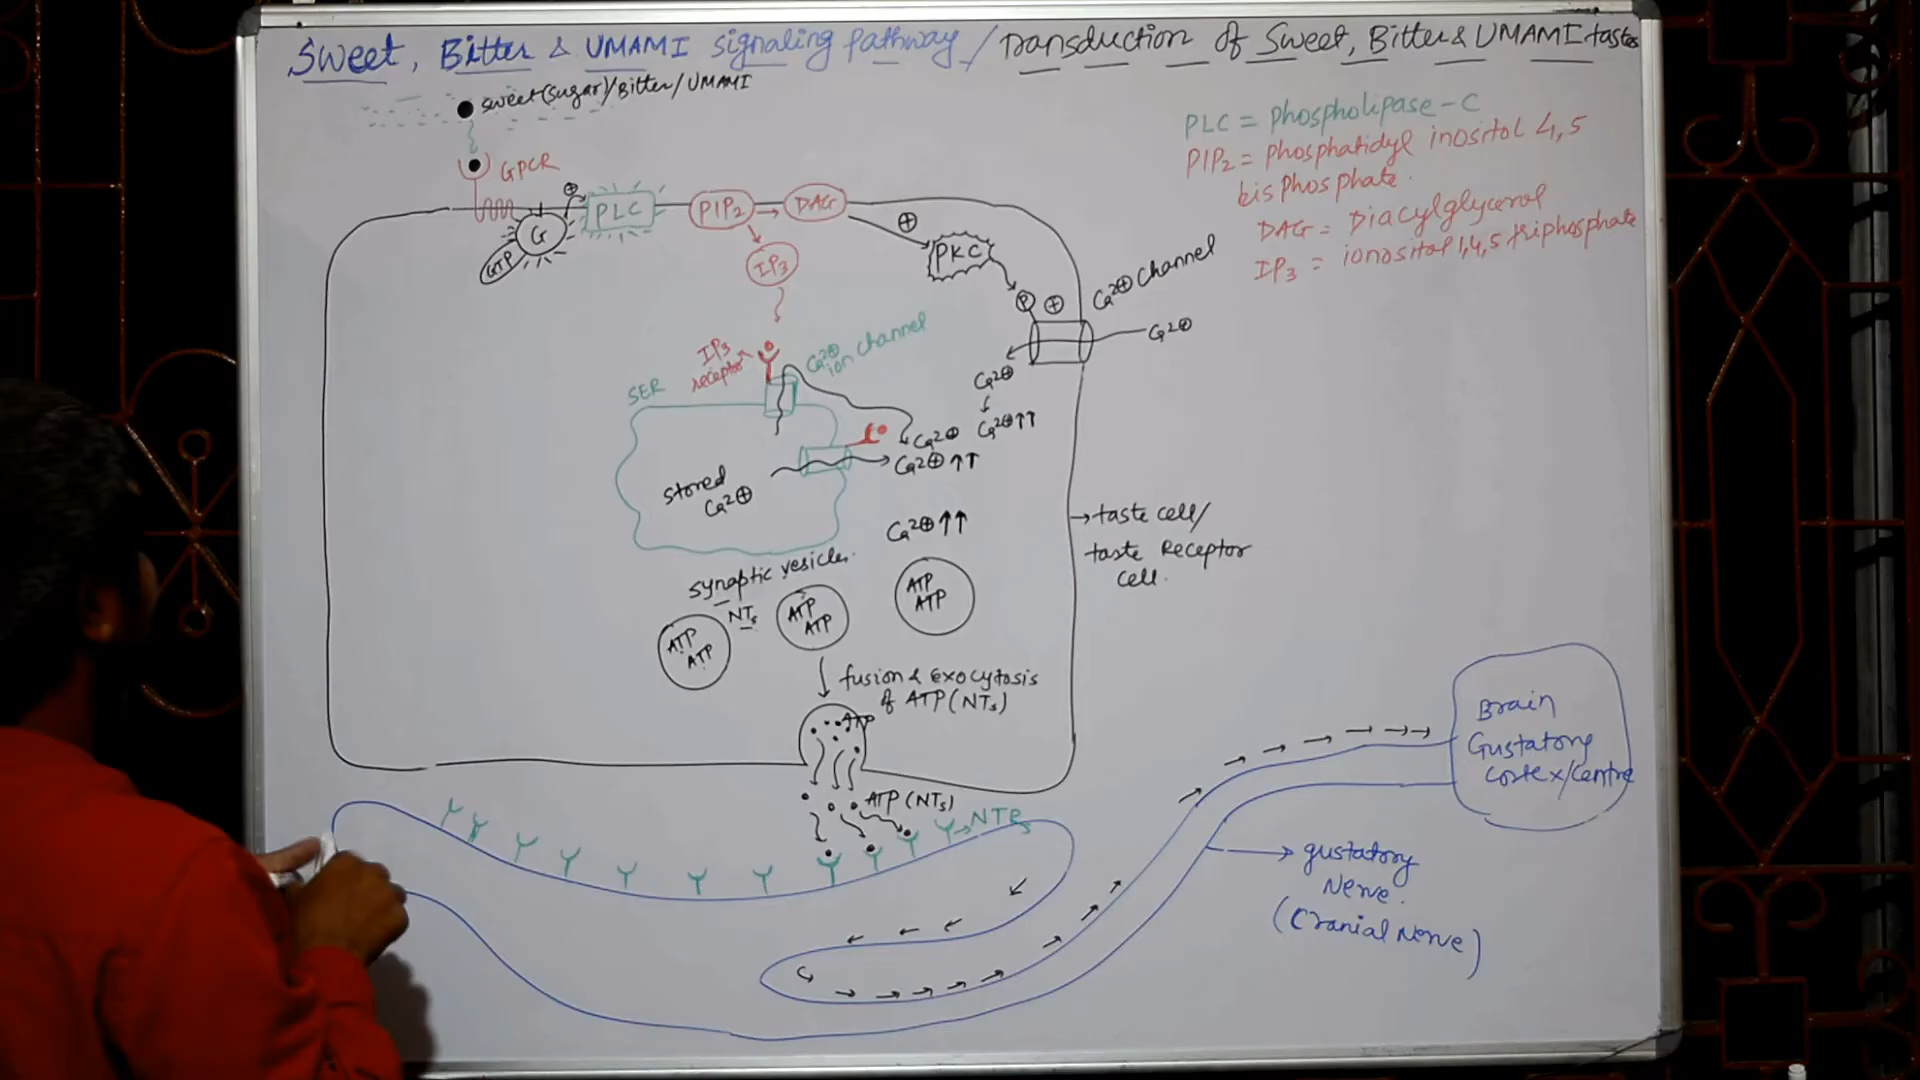 Sweet, Bitter & UMAMI signaling pathway / Transduction of Sweet, Bitter & UMAMI tastes
sweet(sugar)/Bitter/UMAMI
GPCR
G
GTP
⊕
PLC
PIP₂
DAG
IP₃
⊕
PKC
P
⊕
Ca²⊕ channel
Ca²⊕
Ca²⊕
Ca²⊕↑↑
PLC = Phospholipase-C
PIP₂ = Phosphatidyl inositol 4,5
bis Phosphate.
DAG = Diacylglycerol
IP₃ = ionositol 1,4,5 triphosphate
IP₃
receptor
Ca²⊕
ion channel
SER
stored
Ca²⊕
Ca²⊕
Ca²⊕↑↑
Ca²⊕↑↑
→taste cell/
taste Receptor
cell.
synaptic vesicles.
NTs
ATP
ATP
ATP
ATP
ATP
ATP
fusion & exocytosis
of ATP(NTs)
ATP
ATP(NTs)
→NTRs
Brain
Gustatory
cortex/centre
gustatory
Nerve.
(Cranial Nerve)